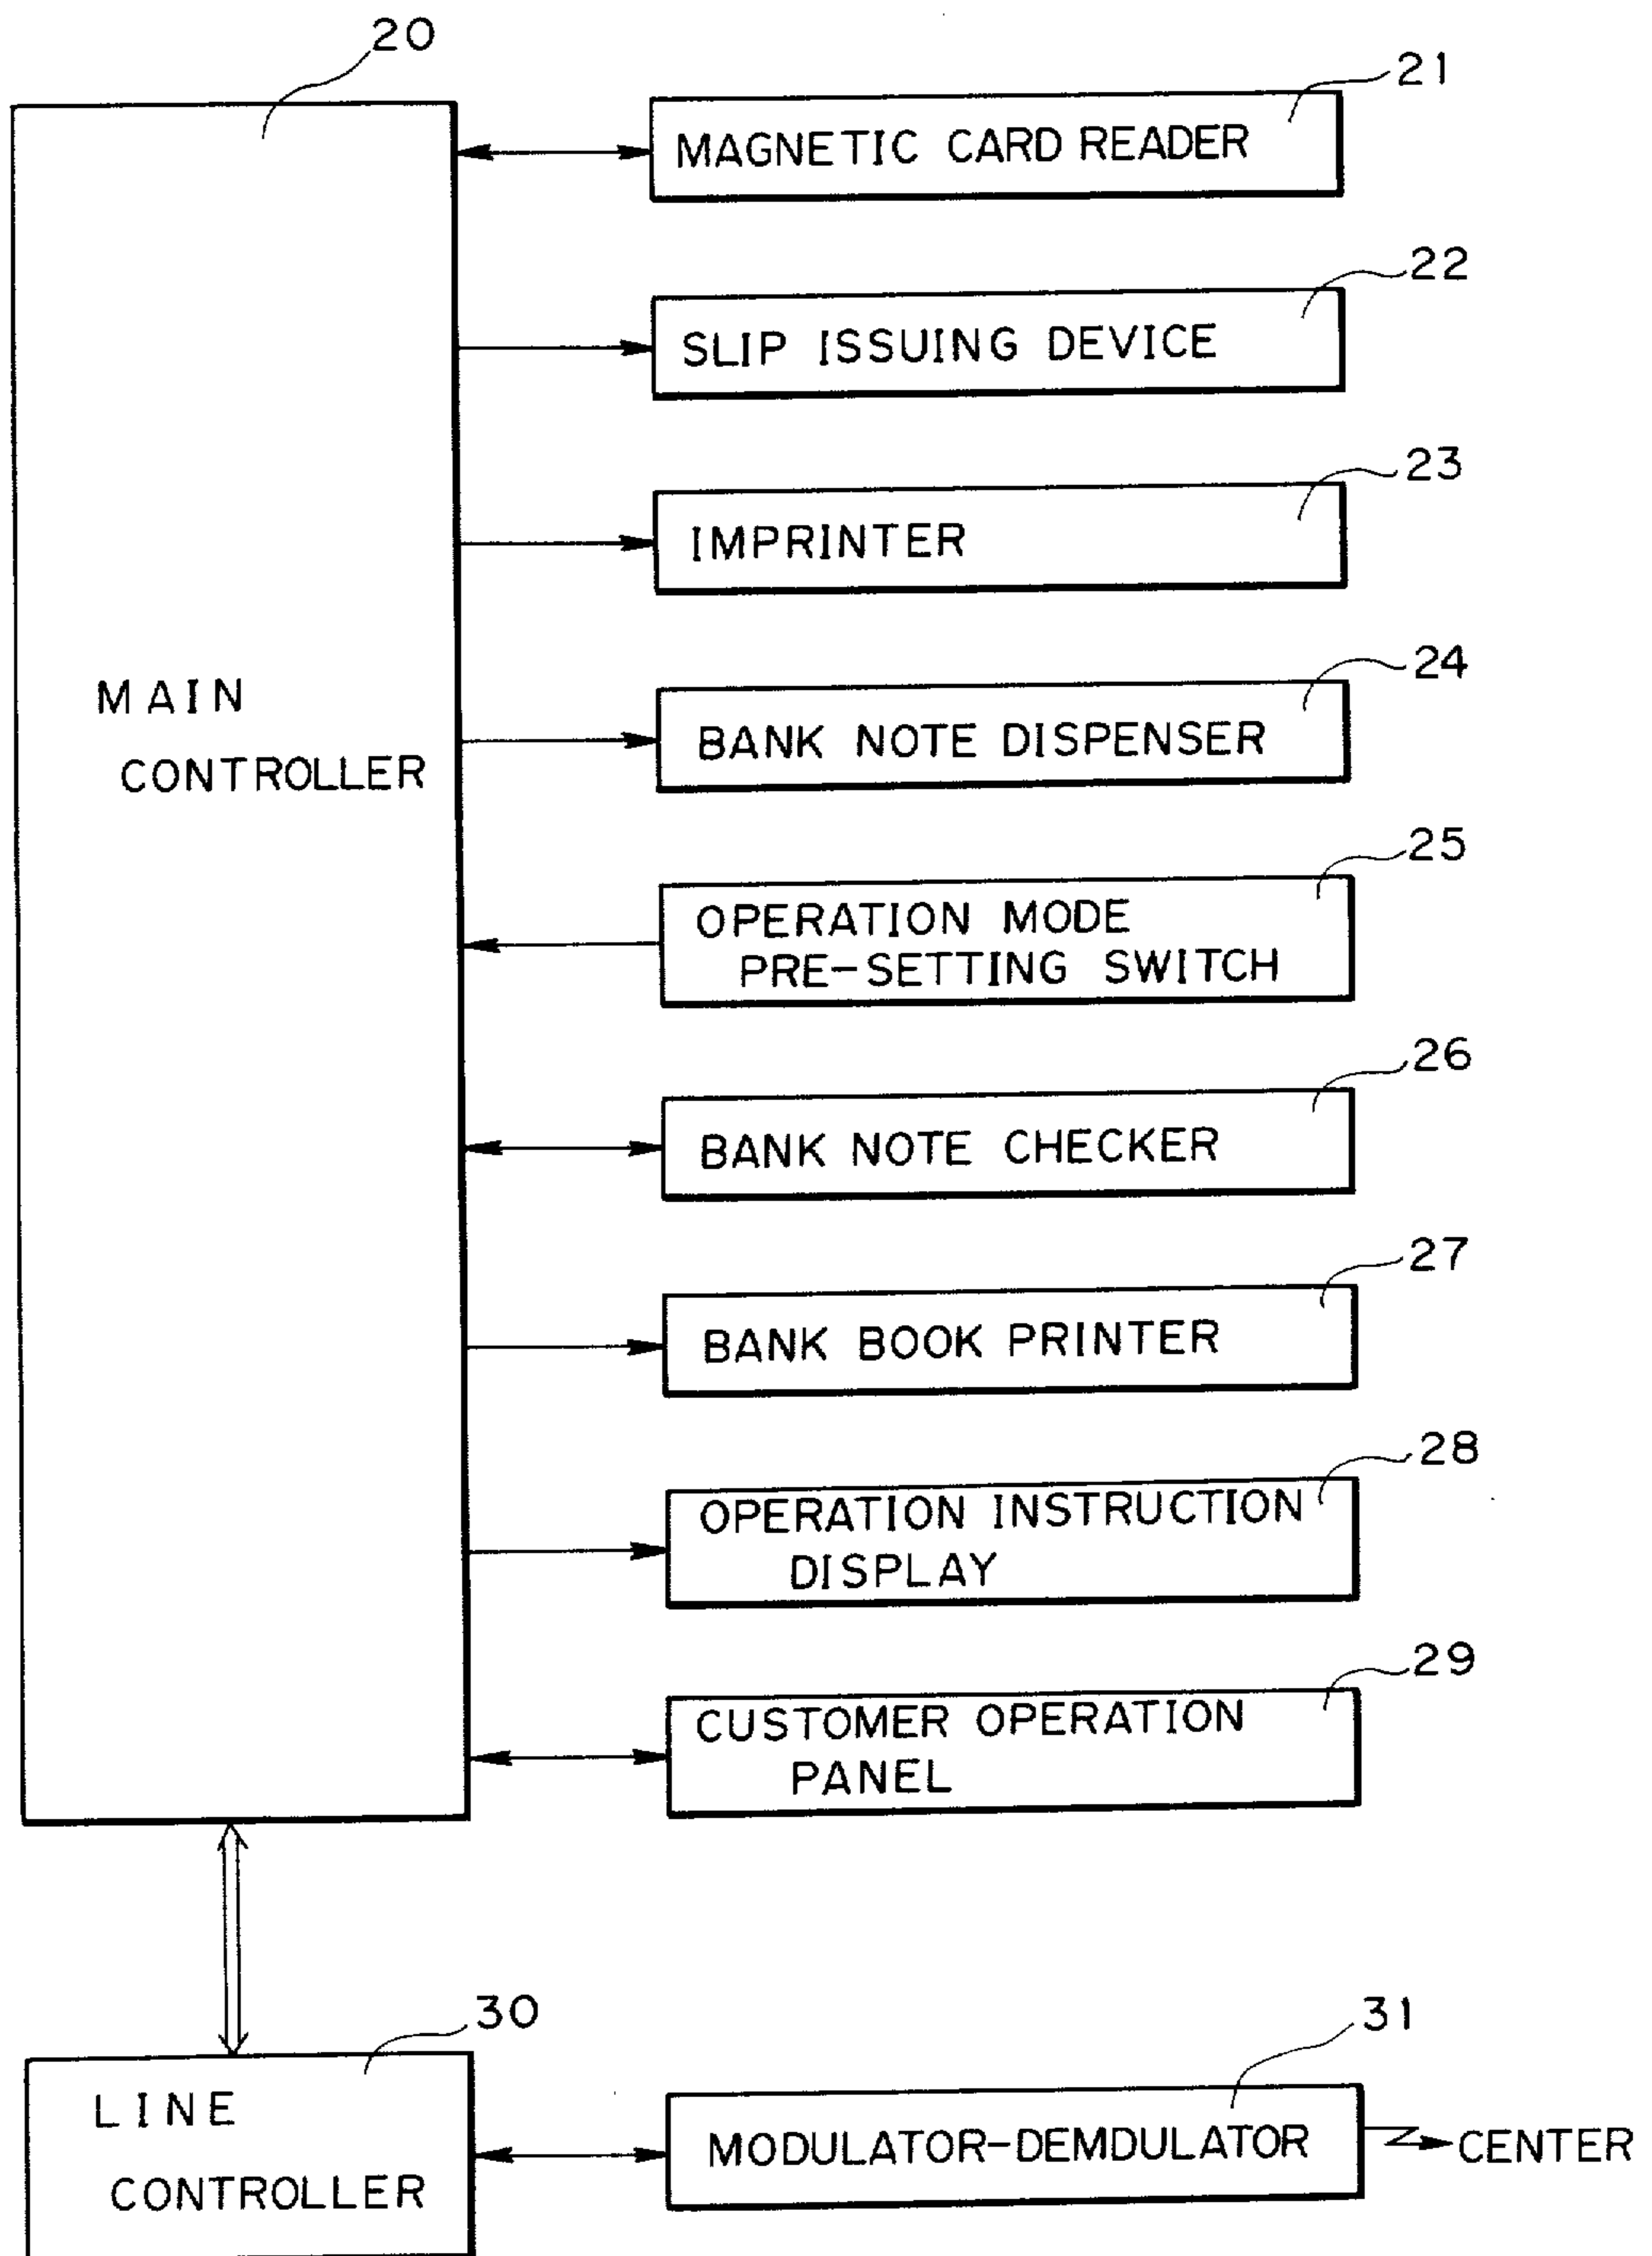 20
21
MAGNETIC CARD READER
22
SLIP ISSUING DEVICE
23
IMPRINTER
24
MAIN
CONTROLLER
BANK NOTE DISPENSER
25
OPERATION MODE
PRE-SETTING SWITCH
26
BANK NOTE CHECKER
27
BANK BOOK PRINTER
28
OPERATION INSTRUCTION
DISPLAY
29
CUSTOMER OPERATION
PANEL
30
LINE
CONTROLLER
31
MODULATOR-DEMDULATOR
CENTER